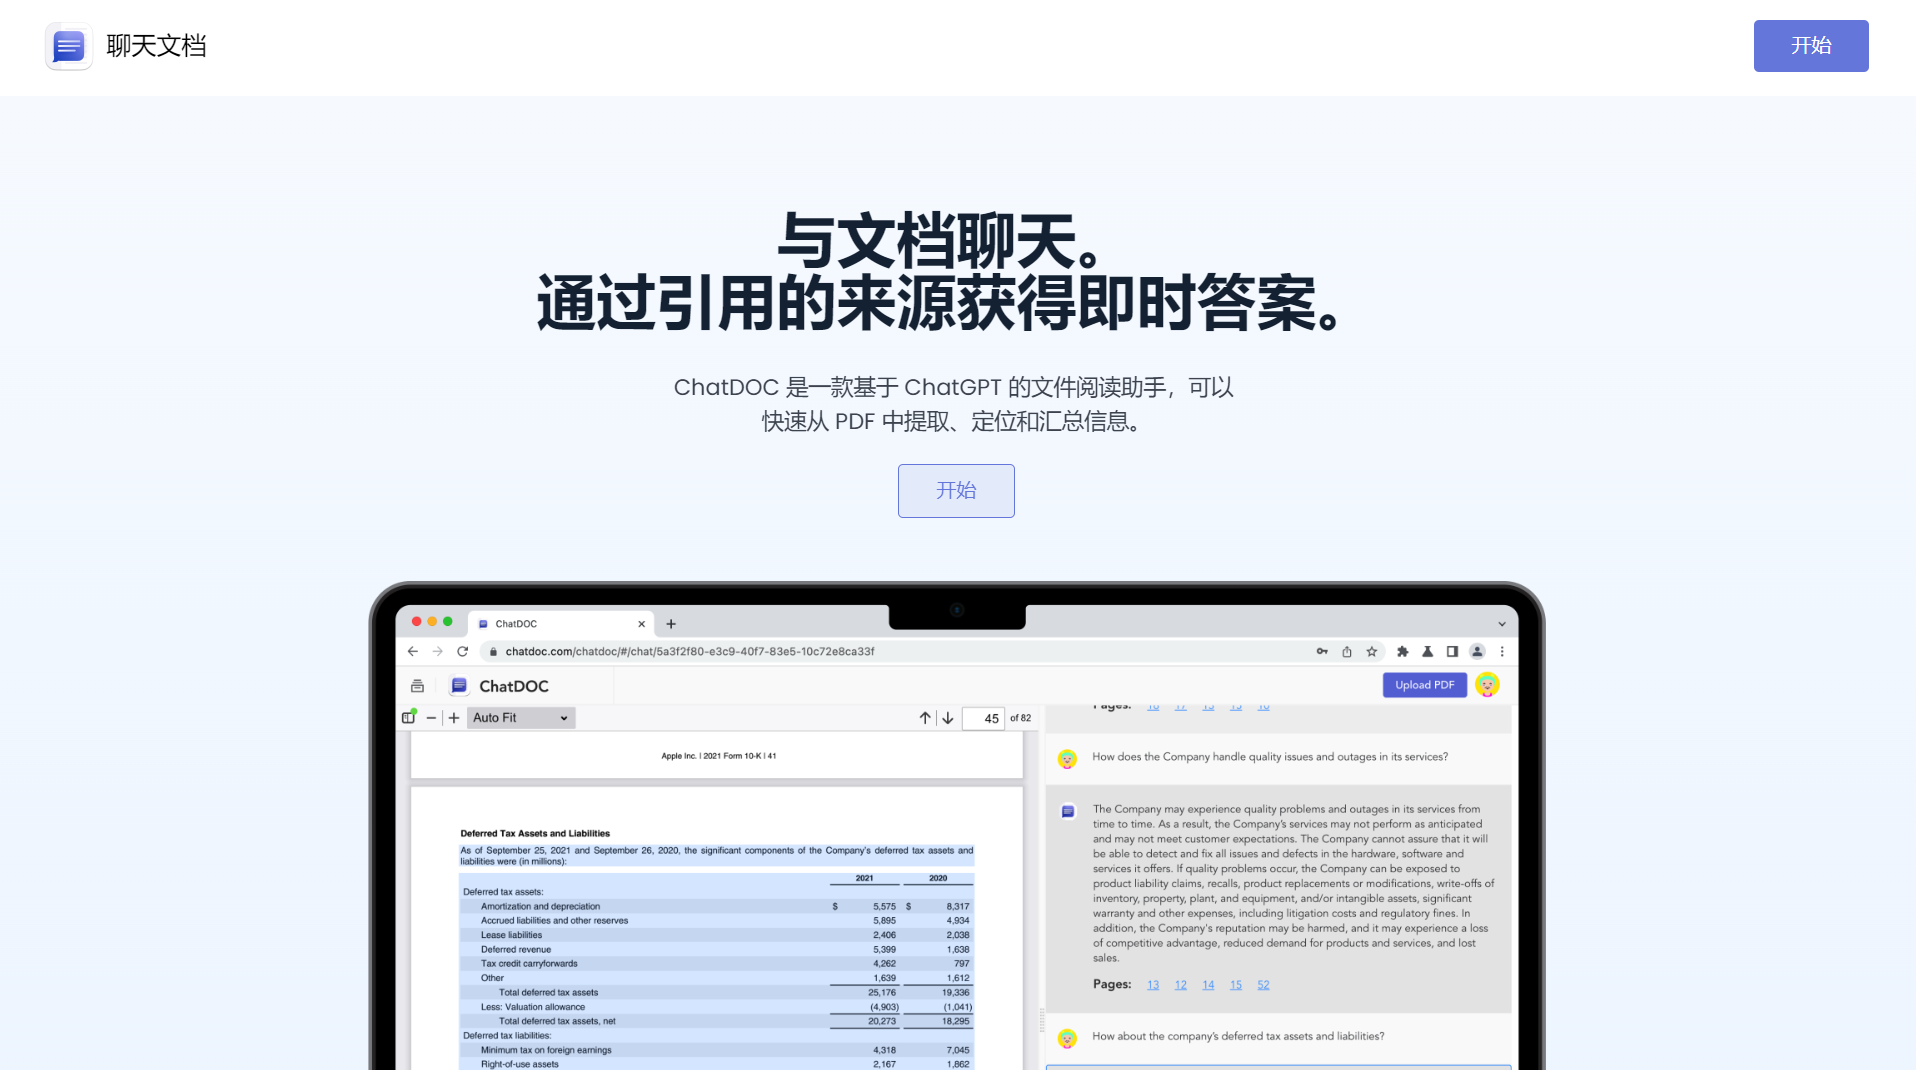 聊天文档
开始
与文档聊天。
通过引用的来源获得即时答案。
ChatDOC 是一款基于 ChatGPT 的文件阅读助手，可以
快速从 PDF 中提取、定位和汇总信息。
开始
ChatDOC
chatdoc.com/chatdoc/#/chat/5a3f2f80-e3c9-40f7-83e5-10c72e8ca33f
ChatDOC
Upload PDF
Auto Fit
45 of 82
Apple Inc. | 2021 Form 10-K | 41
Deferred Tax Assets and Liabilities
As of September 25, 2021 and September 26, 2020, the significant components of the Company's deferred tax assets and
liabilities were (in millions):
2021 2020
Deferred tax assets:
Amortization and depreciation $ 5,575 $ 8,317
Accrued liabilities and other reserves 5,895 4,934
Lease liabilities 2,406 2,038
Deferred revenue 5,399 1,638
Tax credit carryforwards 4,262 797
Other 1,639 1,612
Total deferred tax assets 25,176 19,336
Less: Valuation allowance (4,903) (1,041)
Total deferred tax assets, net 20,273 18,295
Deferred tax liabilities:
Minimum tax on foreign earnings 4,318 7,045
Right-of-use assets 2,167 1,862
Pages:
How does the Company handle quality issues and outages in its services?
The Company may experience quality problems and outages in its services from
time to time. As a result, the Company's services may not perform as anticipated
and may not meet customer expectations. The Company cannot assure that it will
be able to detect and fix all issues and defects in the hardware, software and
services it offers. If quality problems occur, the Company can be exposed to
product liability claims, recalls, product replacements or modifications, write-offs of
inventory, property, plant, and equipment, and/or intangible assets, significant
warranty and other expenses, including litigation costs and regulatory fines. In
addition, the Company's reputation may be harmed, and it may experience a loss
of competitive advantage, reduced demand for products and services, and lost
sales.
Pages: 13 12 14 15 52
How about the company's deferred tax assets and liabilities?